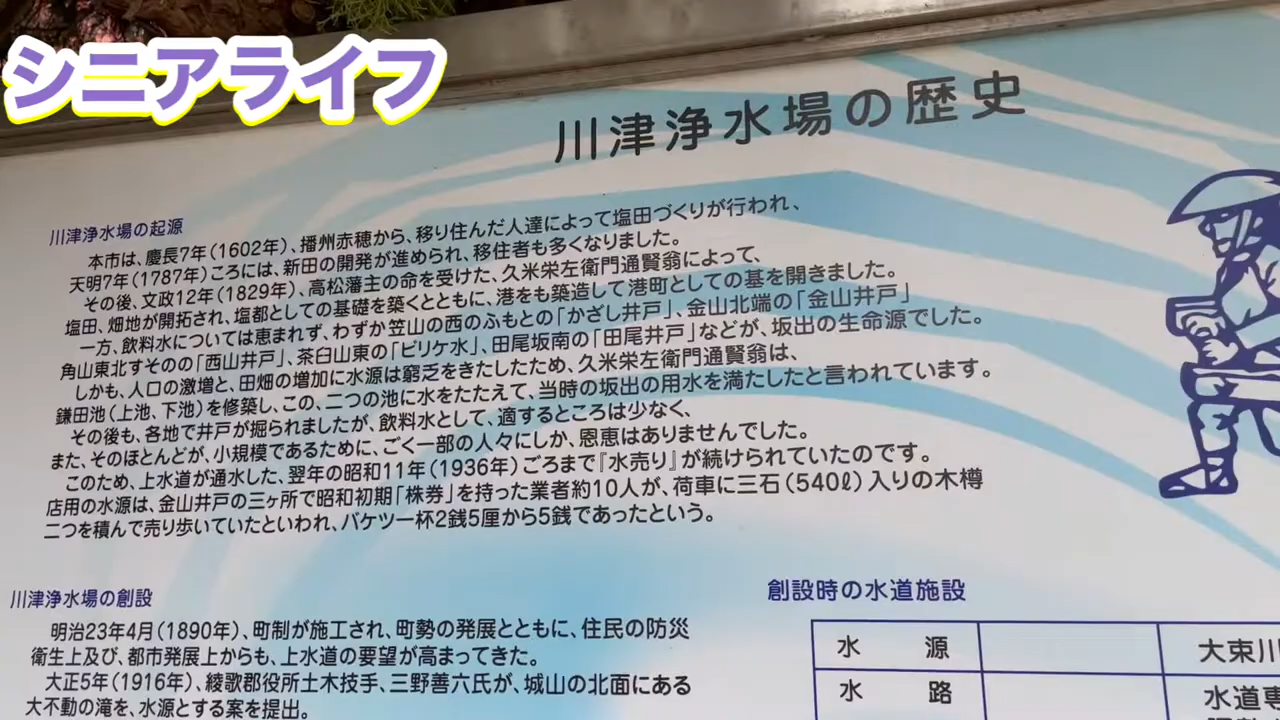 シニアライフ
川津浄水場の歴史
川津浄水場の起源
本市は、慶長7年(1602年)、播州赤穂から、移り住んだ人達によって塩田づくりが行われ、
天明7年(1787年)ころには、新田の開発が進められ、移住者も多くなりました。
その後、文政12年(1829年)、高松藩主の命を受けた、久米栄左衛門通賢翁によって、
塩田、畑地が開拓され、塩都としての基礎を築くとともに、港をも築造して港町としての基を開きました。
一方、飲料水については恵まれず、わずか笠山の西のふもとの「かざし井戸」、金山北端の「金山井戸」
角山東北すその「西山井戸」、茶臼山東の「ビリケ水」、田尾坂南の「田尾井戸」などが、坂出の生命源でした。
しかも、人口の激増と、田畑の増加に水源は窮乏をきたしたため、久米栄左衛門通賢翁は、
鎌田池(上池、下池)を修築し、この、二つの池に水をたたえて、当時の坂出の用水を満たしたと言われています。
その後も、各地で井戸が掘られましたが、飲料水として、適するところは少なく、
また、そのほとんどが、小規模であるために、ごく一部の人々にしか、恩恵はありませんでした。
このため、上水道が通水した、翌年の昭和11年(1936年)ごろまで『水売り』が続けられていたのです。
店用の水源は、金山井戸の三ヶ所で昭和初期「株券」を持った業者約10人が、荷車に三石(540ℓ)入りの木樽
二つを積んで売り歩いていたといわれ、バケツ一杯2銭5厘から5銭であったという。
川津浄水場の創設
明治23年4月(1890年)、町制が施工され、町勢の発展とともに、住民の防災
衛生上及び、都市発展上からも、上水道の要望が高まってきた。
大正5年(1916年)、綾歌郡役所土木技手、三野善六氏が、城山の北面にある
大不動の滝を、水源とする案を提出。
創設時の水道施設
水 源 大束川
水 路 水道専